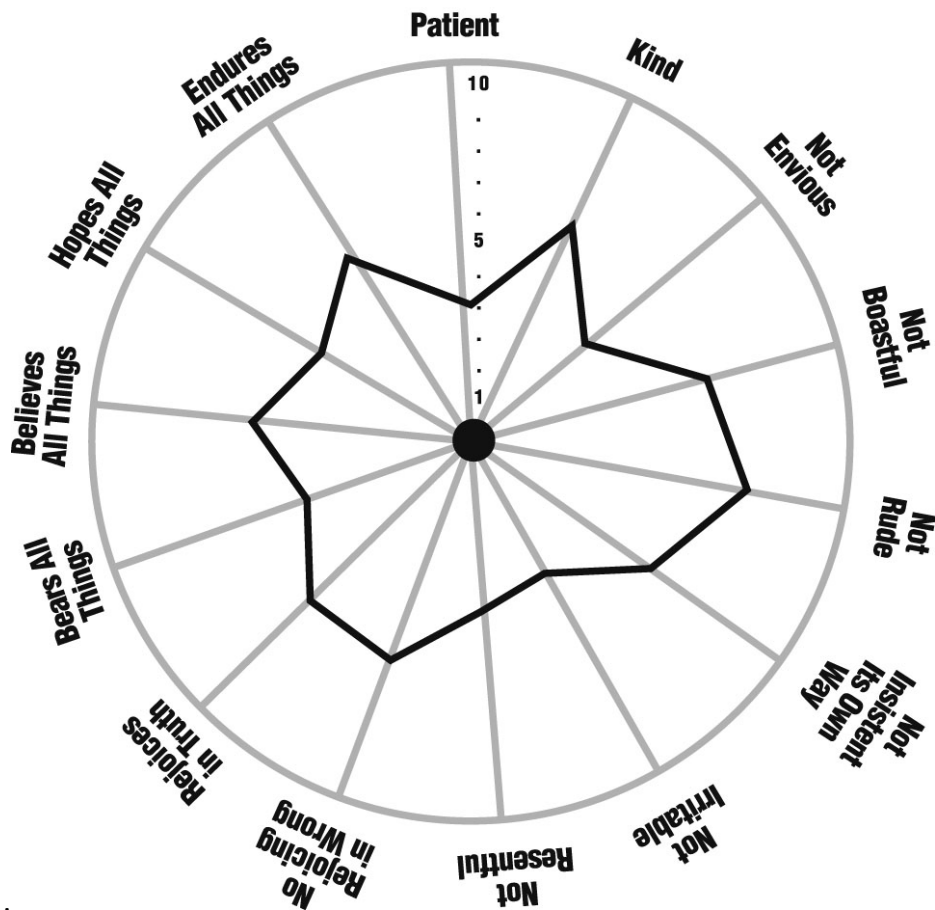 Patient
Kind
Not
Envious
Not
Boastful
Not
Rude
Not
Insistent
Its Own
Way
Not
Irritable
Not
Resentful
No
Rejoicing
in Wrong
Rejoices
in Truth
Bears All
Things
Believes
All Things
Hopes All
Things
Endures
All Things
10
5
1